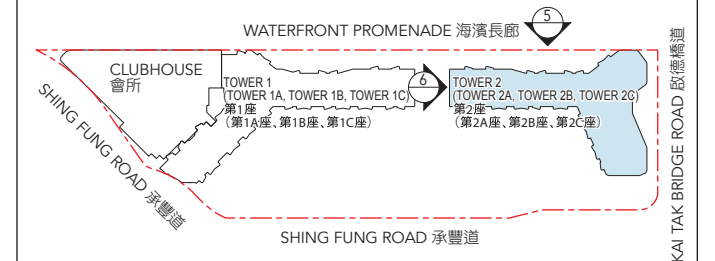 WATERFRONT PROMENADE 海濱長廊
5
CLUBHOUSE
會所
TOWER 1
(TOWER 1A, TOWER 1B, TOWER 1C)
第1座
(第1A座、第1B座、第1C座)
6
TOWER 2
(TOWER 2A, TOWER 2B, TOWER 2C)
第2座
(第2A座、第2B座、第2C座)
SHING FUNG ROAD 承豐道
SHING FUNG ROAD 承豐道
KAI TAK BRIDGE ROAD 啟德橋道